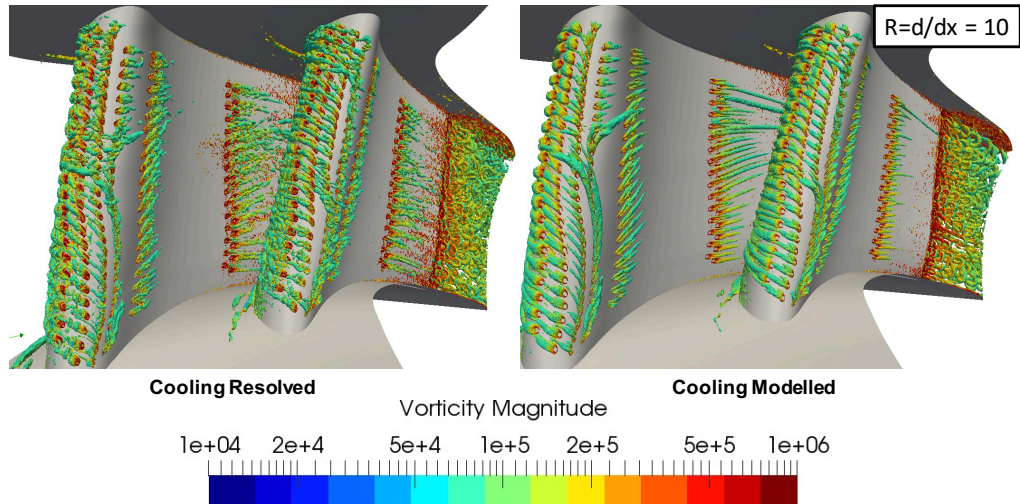 R=d/dx = 10
Cooling Resolved
Cooling Modelled
Vorticity Magnitude
1e+04 2e+4 5e+4 1e+5 2e+5 5e+5 1e+06